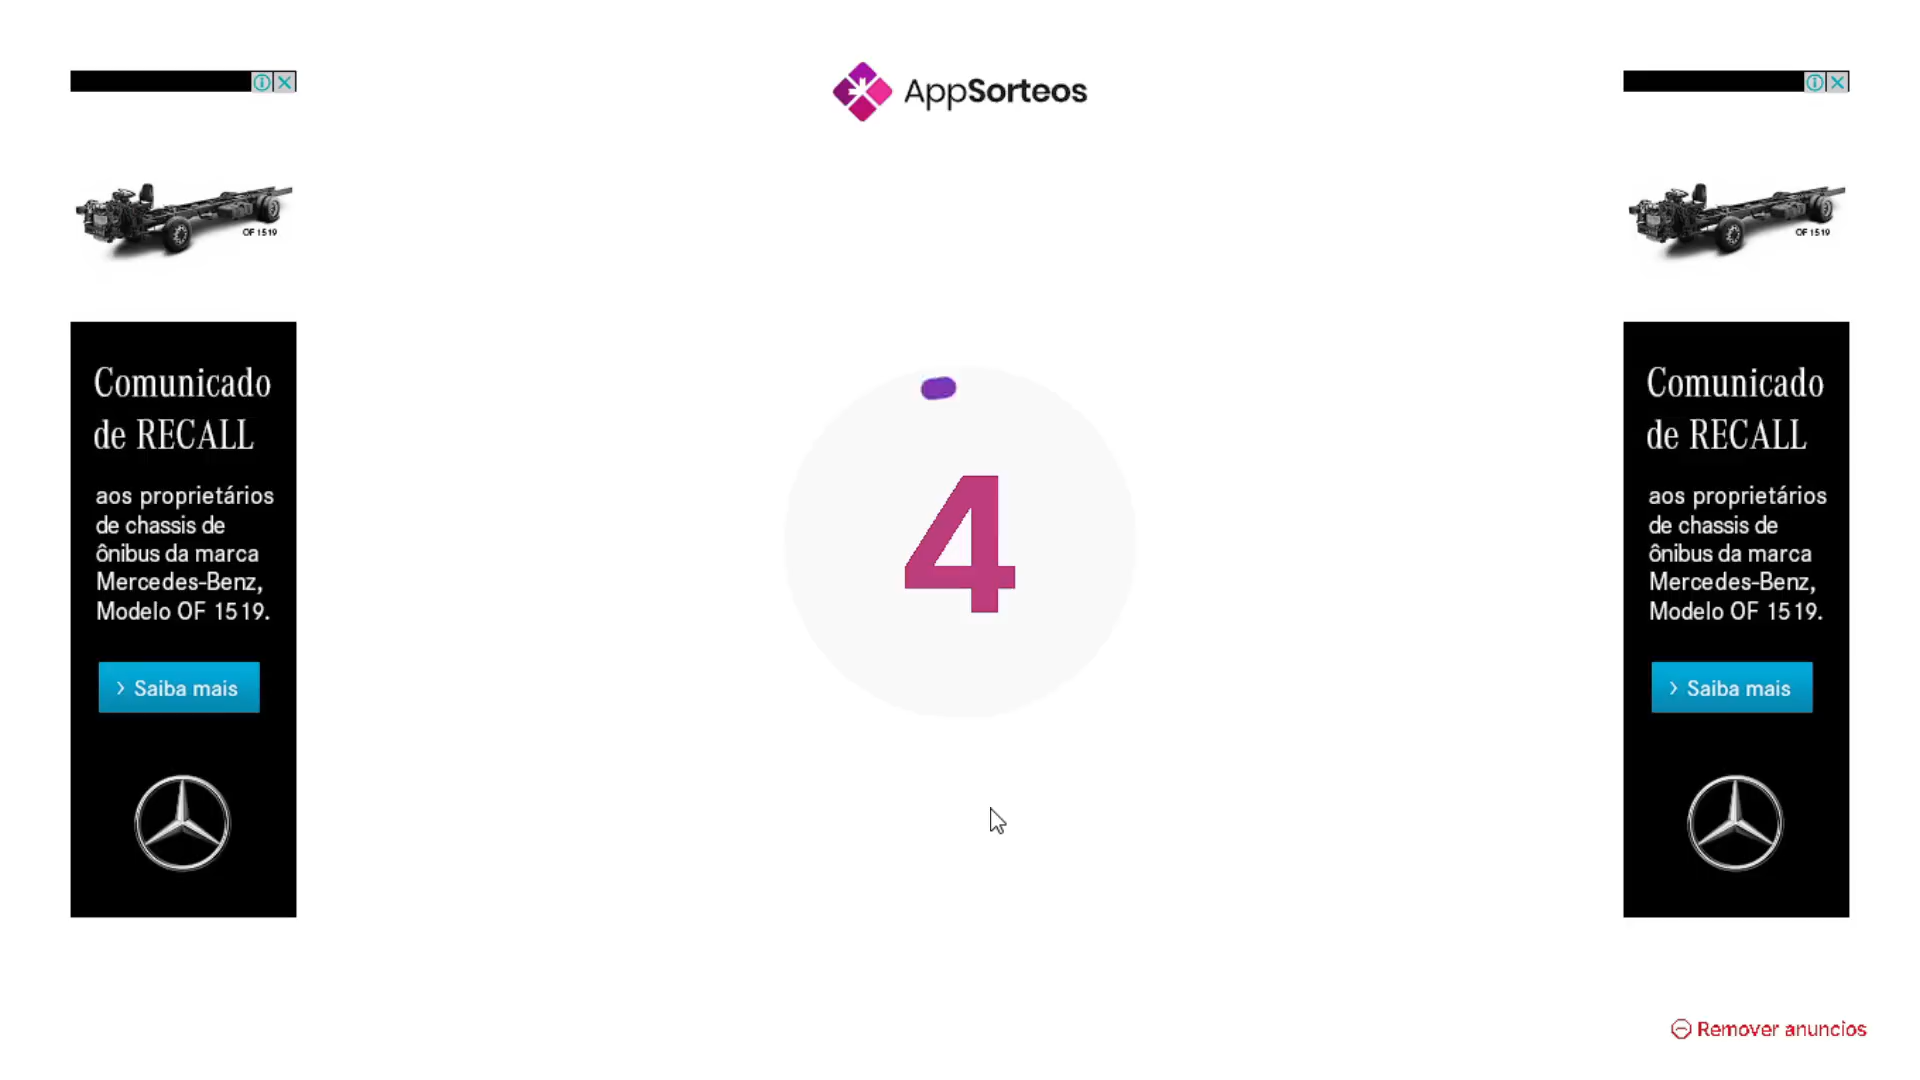 AppSorteos
OF 1519
Comunicado
de RECALL
aos proprietários
de chassis de
ônibus da marca
Mercedes-Benz,
Modelo OF 1519.
> Saiba mais
4
OF 1519
Comunicado
de RECALL
aos proprietários
de chassis de
ônibus da marca
Mercedes-Benz,
Modelo OF 1519.
> Saiba mais
Remover anuncios